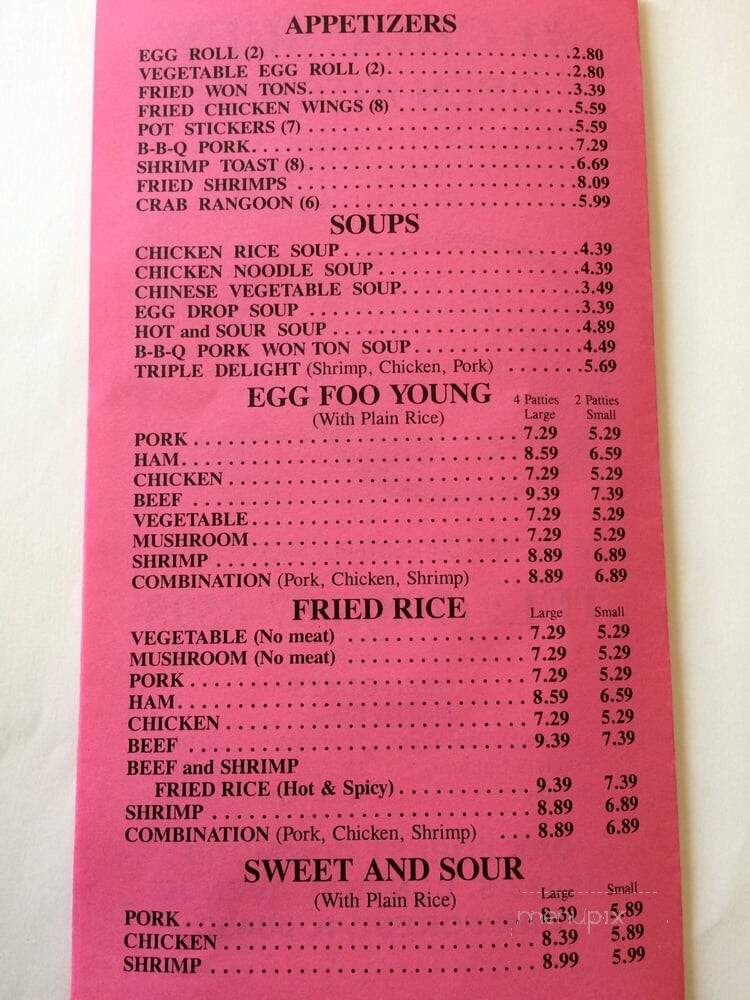 APPETIZERS
EGG ROLL (2) . . . . . . . . . . . . . . . . . . . . . . . . . . . . 2.80
VEGETABLE EGG ROLL (2). . . . . . . . . . . . . . . . . 2.80
FRIED WON TONS. . . . . . . . . . . . . . . . . . . . . . . . 3.39
FRIED CHICKEN WINGS (8) . . . . . . . . . . . . . . . . 5.59
POT STICKERS (7) . . . . . . . . . . . . . . . . . . . . . . . . 5.59
B-B-Q PORK. . . . . . . . . . . . . . . . . . . . . . . . . . . . . 7.29
SHRIMP TOAST (8) . . . . . . . . . . . . . . . . . . . . . . . . 6.69
FRIED SHRIMPS . . . . . . . . . . . . . . . . . . . . . . . . . 8.09
CRAB RANGOON (6) . . . . . . . . . . . . . . . . . . . . . . 5.99
SOUPS
CHICKEN RICE SOUP . . . . . . . . . . . . . . . . . . . . . 4.39
CHICKEN NOODLE SOUP . . . . . . . . . . . . . . . . . . 4.39
CHINESE VEGETABLE SOUP. . . . . . . . . . . . . . . . 3.49
EGG DROP SOUP . . . . . . . . . . . . . . . . . . . . . . . . 3.39
HOT and SOUR SOUP . . . . . . . . . . . . . . . . . . . . . . 4.89
B-B-Q PORK WON TON SOUP . . . . . . . . . . . . . . . 4.49
TRIPLE DELIGHT (Shrimp, Chicken, Pork) . . . . . . . 5.69
EGG FOO YOUNG 4 Patties 2 Patties
Large Small
(With Plain Rice)
PORK . . . . . . . . . . . . . . . . . . . . . . . . . . . . . 7.29 5.29
HAM. . . . . . . . . . . . . . . . . . . . . . . . . . . . . . 8.59 6.59
CHICKEN . . . . . . . . . . . . . . . . . . . . . . . . . . 7.29 5.29
BEEF . . . . . . . . . . . . . . . . . . . . . . . . . . . . . 9.39 7.39
VEGETABLE . . . . . . . . . . . . . . . . . . . . . . . . 7.29 5.29
MUSHROOM . . . . . . . . . . . . . . . . . . . . . . . . 7.29 5.29
SHRIMP . . . . . . . . . . . . . . . . . . . . . . . . . . . 8.89 6.89
COMBINATION (Pork, Chicken, Shrimp) . . 8.89 6.89
FRIED RICE Large Small
VEGETABLE (No meat) . . . . . . . . . . . . . . . . 7.29 5.29
MUSHROOM (No meat) . . . . . . . . . . . . . . . . 7.29 5.29
PORK . . . . . . . . . . . . . . . . . . . . . . . . . . . . . 7.29 5.29
HAM. . . . . . . . . . . . . . . . . . . . . . . . . . . . . . 8.59 6.59
CHICKEN . . . . . . . . . . . . . . . . . . . . . . . . . . 7.29 5.29
BEEF . . . . . . . . . . . . . . . . . . . . . . . . . . . . . 9.39 7.39
BEEF and SHRIMP
FRIED RICE (Hot & Spicy) . . . . . . . . . . . 9.39 7.39
SHRIMP . . . . . . . . . . . . . . . . . . . . . . . . . . . 8.89 6.89
COMBINATION (Pork, Chicken, Shrimp) . . . 8.89 6.89
SWEET AND SOUR
(With Plain Rice) Large Small
PORK . . . . . . . . . . . . . . . . . . . . . . . . . . . . . 8.39 5.89
CHICKEN . . . . . . . . . . . . . . . . . . . . . . . . . . 8.39 5.89
SHRIMP . . . . . . . . . . . . . . . . . . . . . . . . . . . 8.99 5.99
menupix